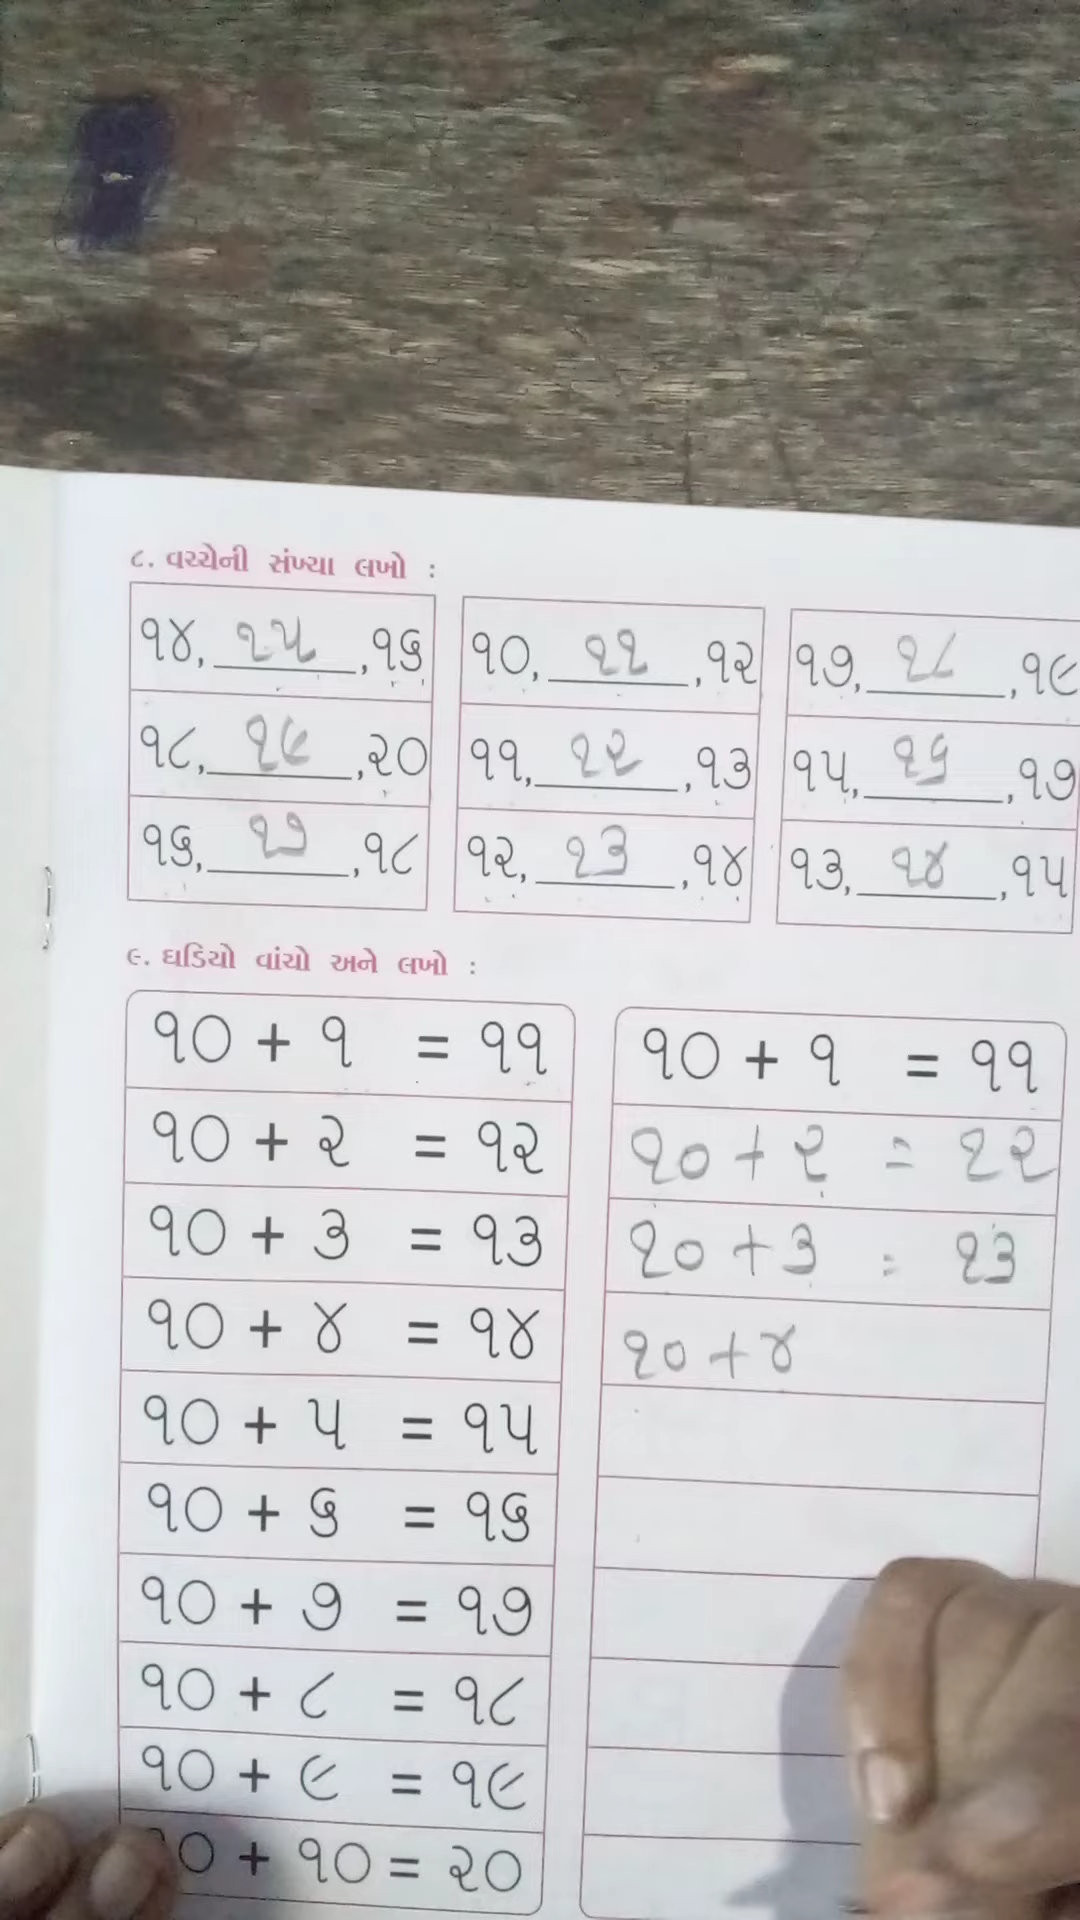 ૮. વચ્ચેની સંખ્યા લખો :
૧૪, ૧૫ ,૧૬ ૧૦, ૧૧ ,૧૨ ૧૭, ૧૮ ,૧૯
૧૮, ૧૯ ,૨૦ ૧૧, ૧૨ ,૧૩ ૧૫, ૧૬ ,૧૭
૧૬, ૧૭ ,૧૮ ૧૨, ૧૩ ,૧૪ ૧૩, ૧૪ ,૧૫
૯. ઘડિયો વાંચો અને લખો :
૧૦ + ૧ = ૧૧
૧૦ + ૨ = ૧૨
૧૦ + ૩ = ૧૩
૧૦ + ૪ = ૧૪
૧૦ + ૫ = ૧૫
૧૦ + ૬ = ૧૬
૧૦ + ૭ = ૧૭
૧૦ + ૮ = ૧૮
૧૦ + ૯ = ૧૯
૦ + ૧૦ = ૨૦
૧૦ + ૧ = ૧૧
૧૦ + ૨ = ૧૨
૧૦ + ૩ = ૧૩
૧૦ + ૪